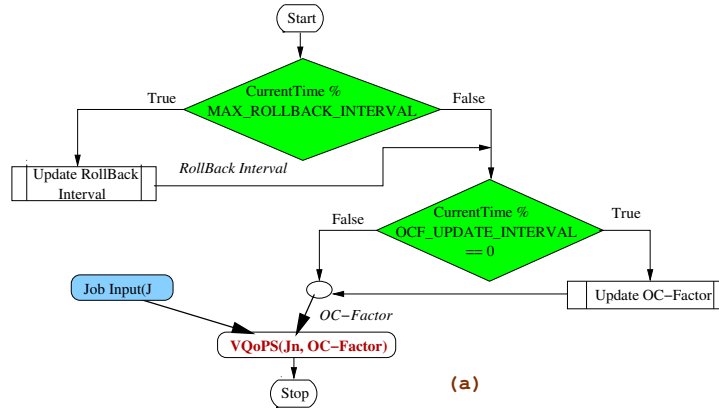 Start
CurrentTime %
MAX_ROLLBACK_INTERVAL
True
False
Update RollBack
Interval
RollBack Interval
CurrentTime %
OCF_UPDATE_INTERVAL
== 0
False
True
Job Input(J
Update OC-Factor
OC-Factor
VQoPS(Jn, OC-Factor)
Stop
(a)